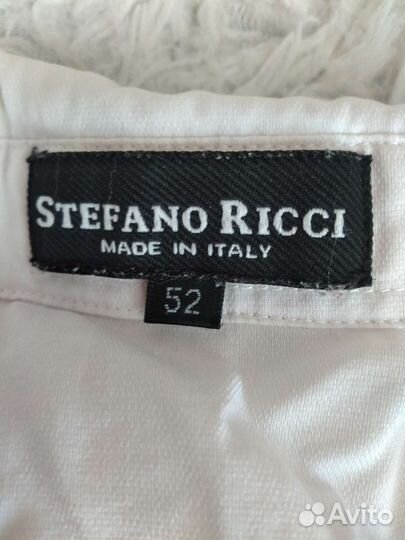 STEFANO RICCI
MADE IN ITALY
52
Avito